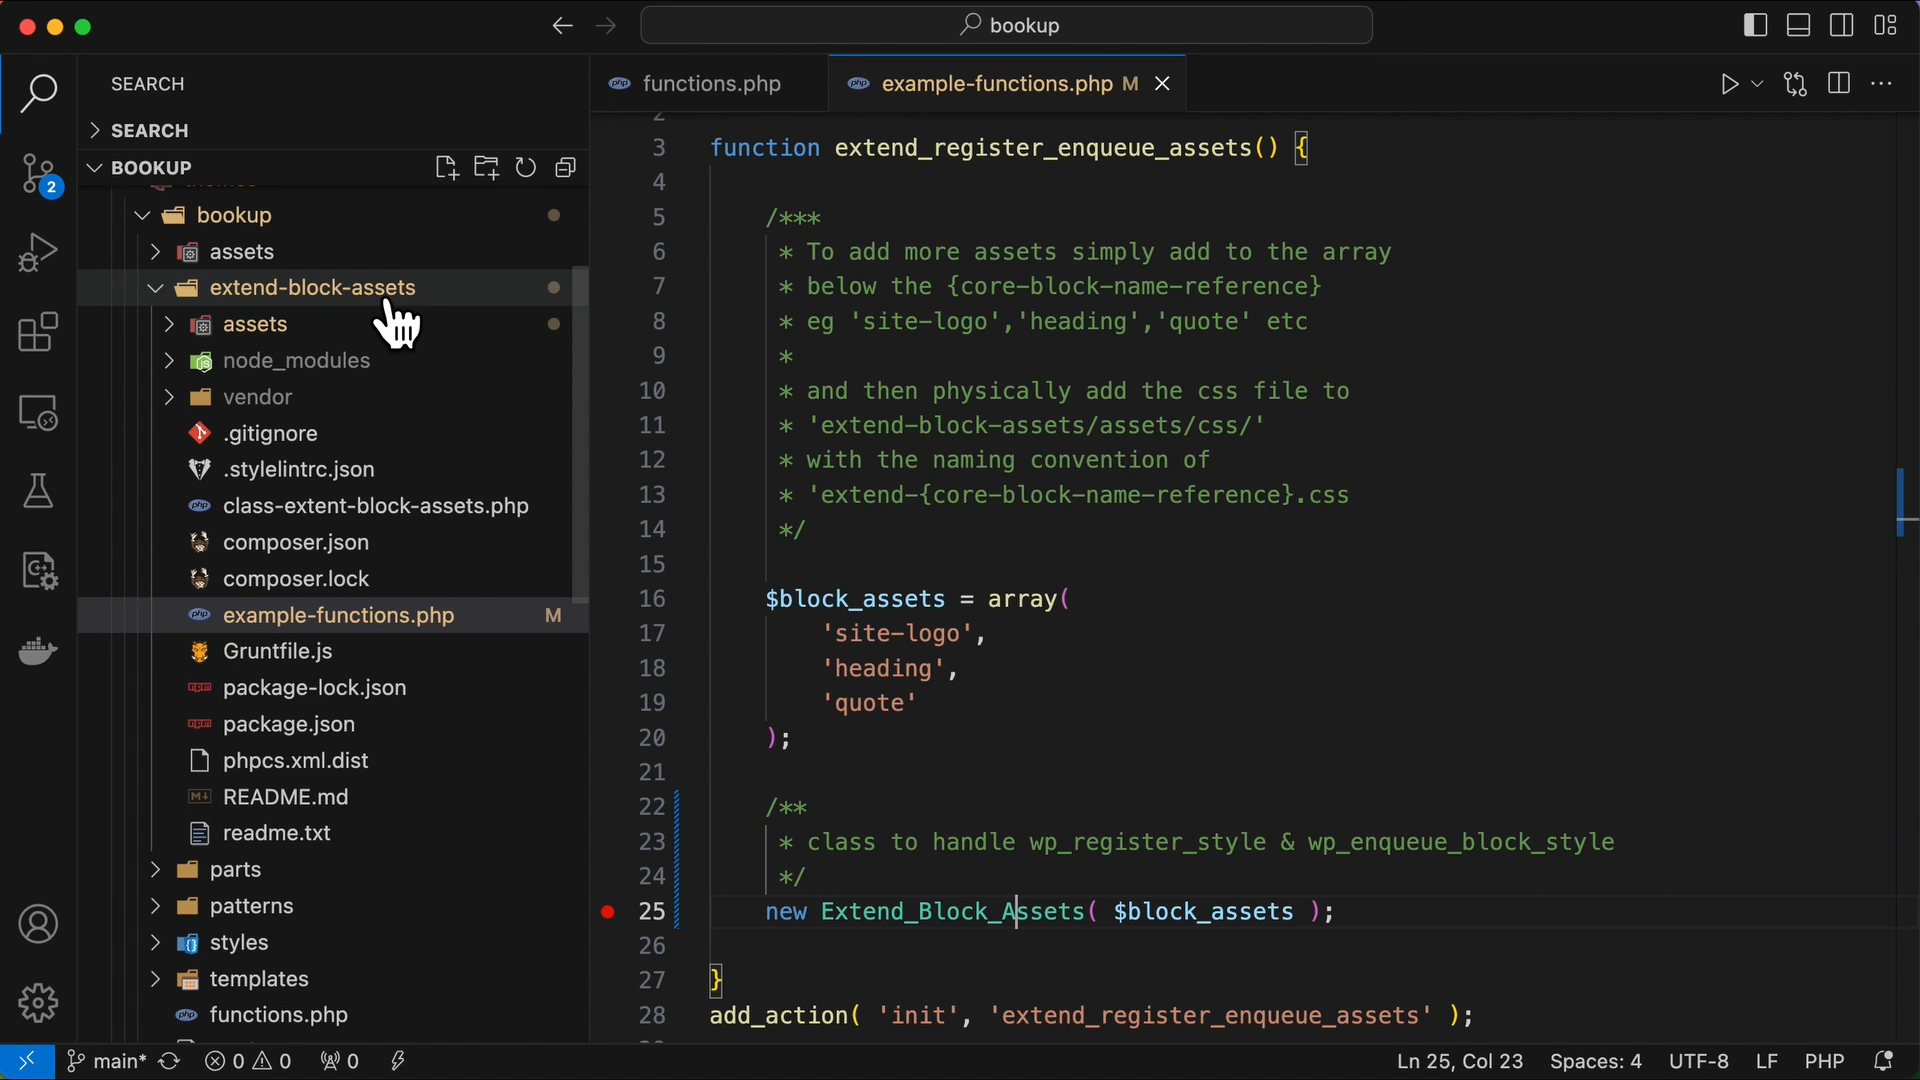 bookup
SEARCH
SEARCH
BOOKUP
bookup
assets
extend-block-assets
assets
node_modules
vendor
.gitignore
.stylelintrc.json
class-extent-block-assets.php
composer.json
composer.lock
example-functions.php M
Gruntfile.js
package-lock.json
package.json
phpcs.xml.dist
README.md
readme.txt
parts
patterns
styles
templates
functions.php
2
functions.php
example-functions.php M
2
3 function extend_register_enqueue_assets() {
4
5 /***
6 * To add more assets simply add to the array
7 * below the {core-block-name-reference}
8 * eg 'site-logo','heading','quote' etc
9 *
10 * and then physically add the css file to
11 * 'extend-block-assets/assets/css/'
12 * with the naming convention of
13 * 'extend-{core-block-name-reference}.css
14 */
15
16 $block_assets = array(
17 'site-logo',
18 'heading',
19 'quote'
20 );
21
22 /**
23 * class to handle wp_register_style & wp_enqueue_block_style
24 */
25 new Extend_Block_Assets( $block_assets );
26
27 }
28 add_action( 'init', 'extend_register_enqueue_assets' );
main* 0 0 0
Ln 25, Col 23 Spaces: 4 UTF-8 LF PHP